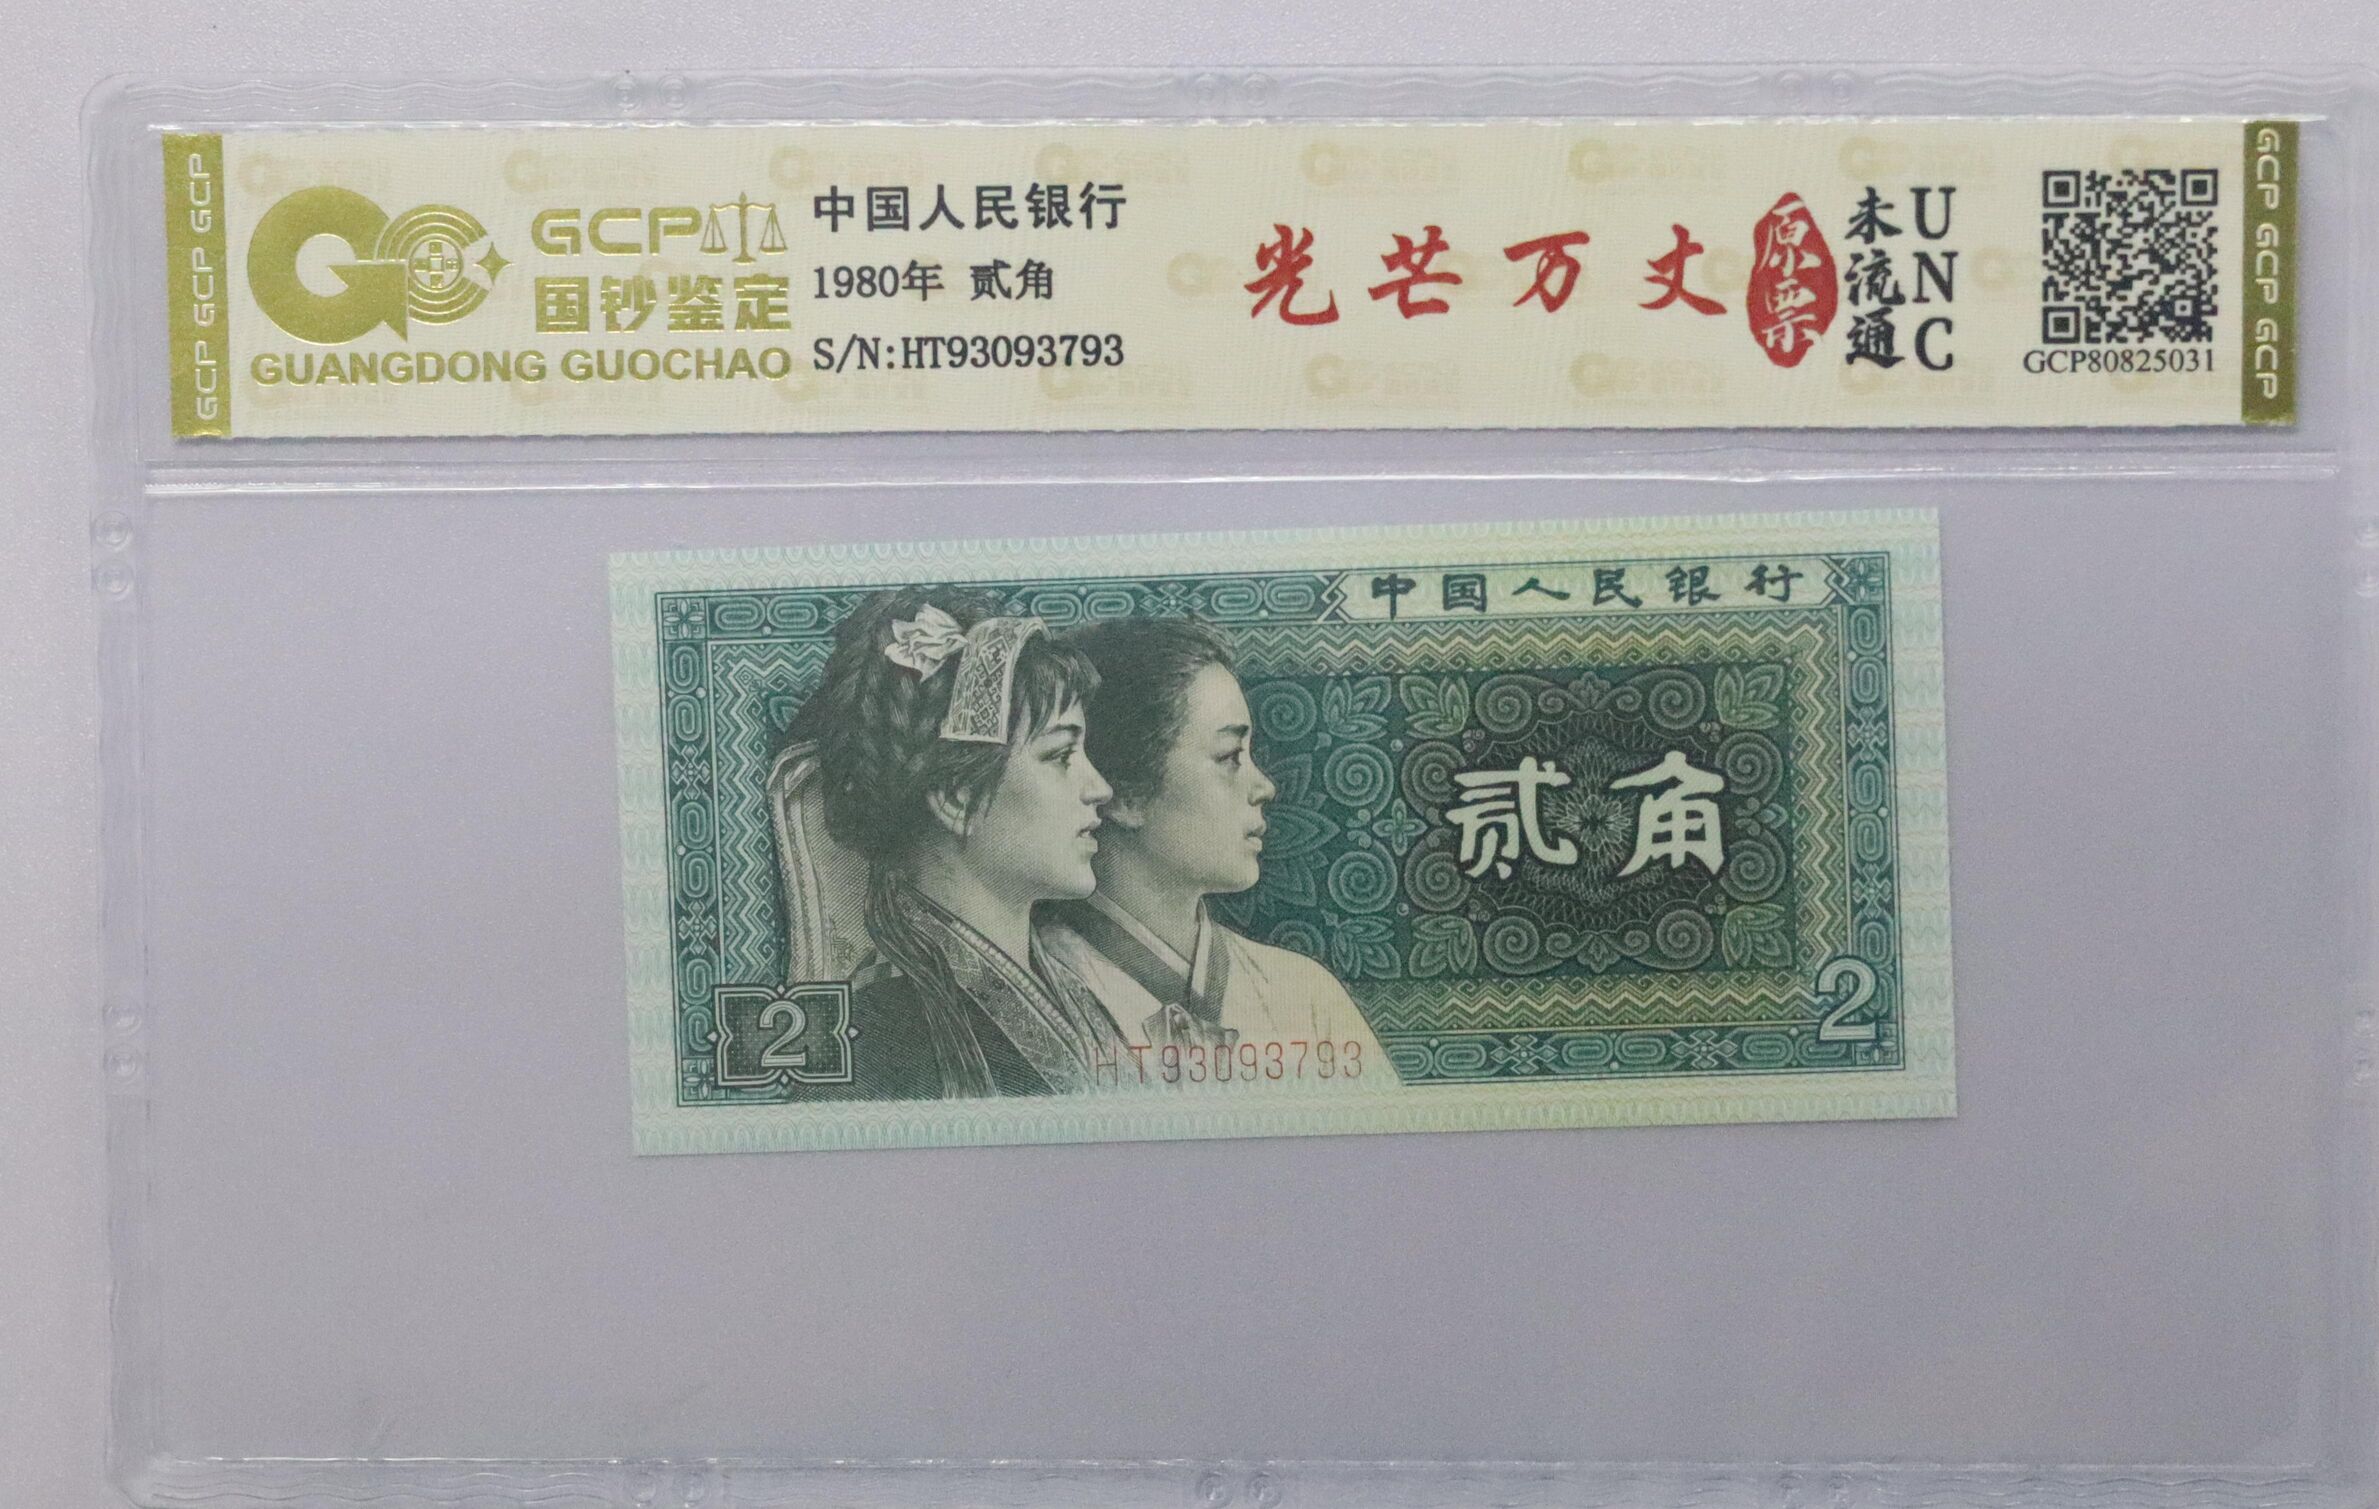 GCP GCP GCP
GCP
国钞鉴定
GUANGDONG GUOCHAO
中国人民银行
1980年 贰角
S/N:HT93093793
光芒万丈
原票
未流通
UNC
GCP80825031
GCP GCP GCP
中国人民银行
贰角
2
2
HT93093793